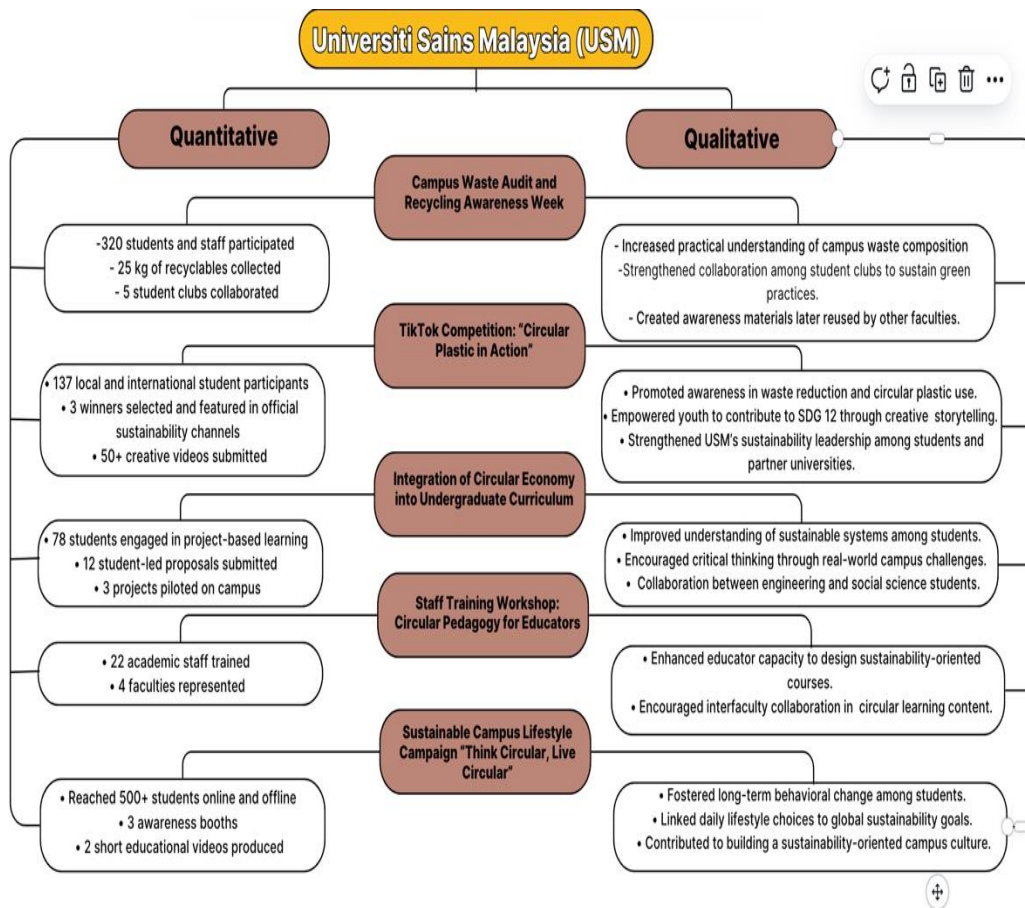 Universiti Sains Malaysia (USM)
Quantitative
Qualitative
Campus Waste Audit and
Recycling Awareness Week
-320 students and staff participated
- 25 kg of recyclables collected
- 5 student clubs collaborated
- Increased practical understanding of campus waste composition
-Strengthened collaboration among student clubs to sustain green
practices.
- Created awareness materials later reused by other faculties.
TikTok Competition: "Circular
Plastic in Action"
• 137 local and international student participants
• 3 winners selected and featured in official
sustainability channels
• 50+ creative videos submitted
• Promoted awareness in waste reduction and circular plastic use.
• Empowered youth to contribute to SDG 12 through creative storytelling.
• Strengthened USM's sustainability leadership among students and
partner universities.
Integration of Circular Economy
into Undergraduate Curriculum
• 78 students engaged in project-based learning
• 12 student-led proposals submitted
• 3 projects piloted on campus
• Improved understanding of sustainable systems among students.
• Encouraged critical thinking through real-world campus challenges.
• Collaboration between engineering and social science students.
Staff Training Workshop:
Circular Pedagogy for Educators
• 22 academic staff trained
• 4 faculties represented
• Enhanced educator capacity to design sustainability-oriented
courses.
• Encouraged interfaculty collaboration in circular learning content.
Sustainable Campus Lifestyle
Campaign "Think Circular, Live
Circular"
• Reached 500+ students online and offline
• 3 awareness booths
• 2 short educational videos produced
• Fostered long-term behavioral change among students.
• Linked daily lifestyle choices to global sustainability goals.
• Contributed to building a sustainability-oriented campus culture.